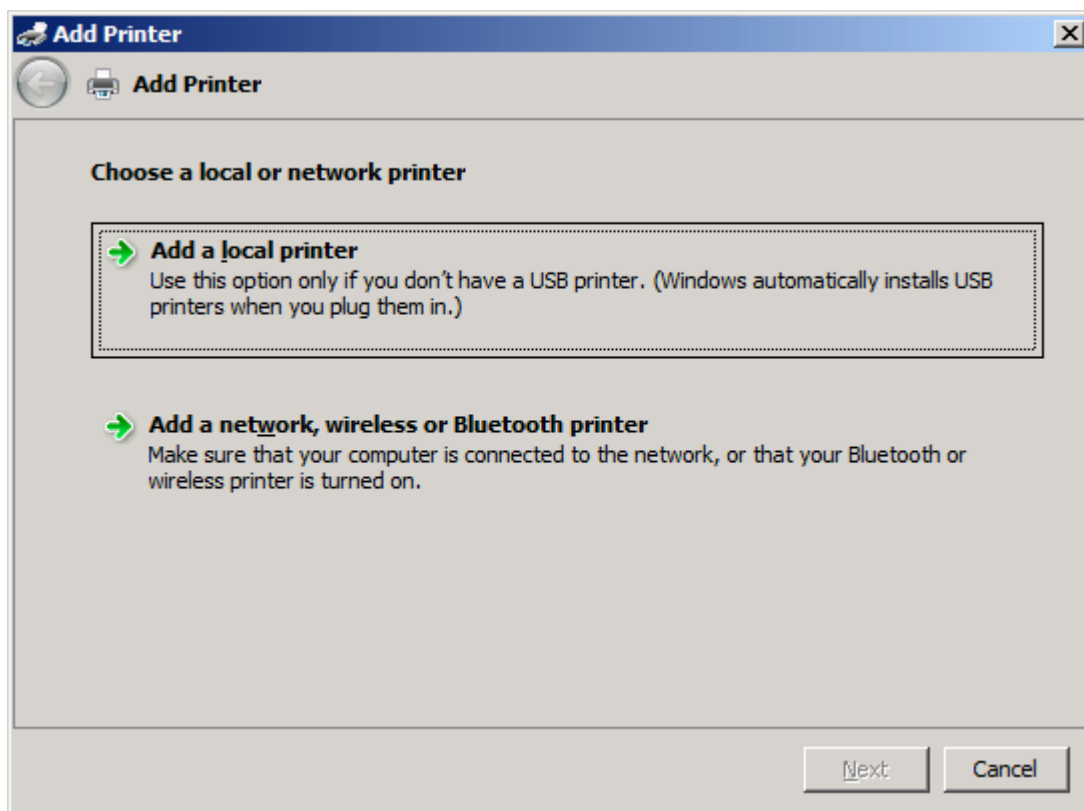 Add Printer
Add Printer
Choose a local or network printer
Add a local printer
Use this option only if you don't have a USB printer. (Windows automatically installs USB
printers when you plug them in.)
Add a network, wireless or Bluetooth printer
Make sure that your computer is connected to the network, or that your Bluetooth or
wireless printer is turned on.
Next
Cancel